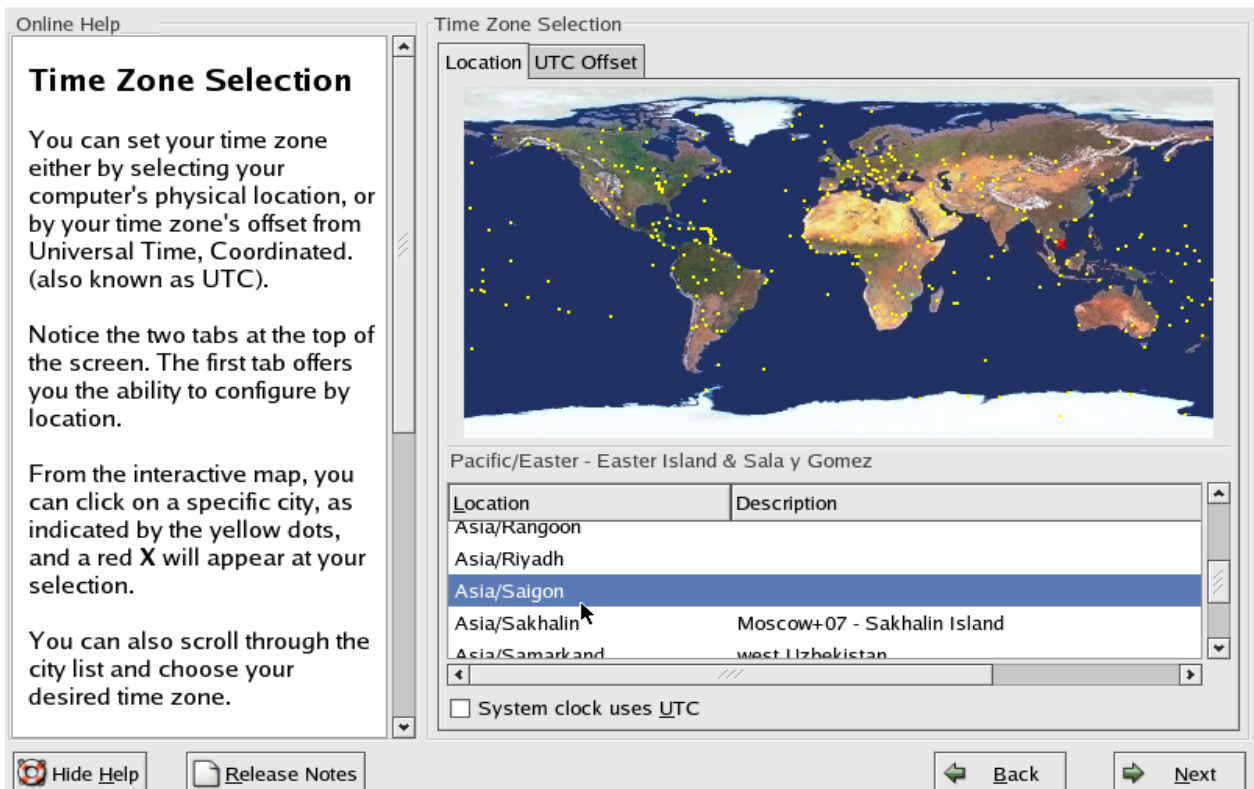 Online Help
Time Zone Selection
You can set your time zone
either by selecting your
computer's physical location, or
by your time zone's offset from
Universal Time, Coordinated.
(also known as UTC).
Notice the two tabs at the top of
the screen. The first tab offers
you the ability to configure by
location.
From the interactive map, you
can click on a specific city, as
indicated by the yellow dots,
and a red X will appear at your
selection.
You can also scroll through the
city list and choose your
desired time zone.
Time Zone Selection
Location UTC Offset
Pacific/Easter - Easter Island & Sala y Gomez
Location Description
Asia/Rangoon
Asia/Riyadh
Asia/Saigon
Asia/Sakhalin Moscow+07 - Sakhalin Island
Asia/Samarkand west Uzbekistan
System clock uses UTC
Hide Help Release Notes Back Next